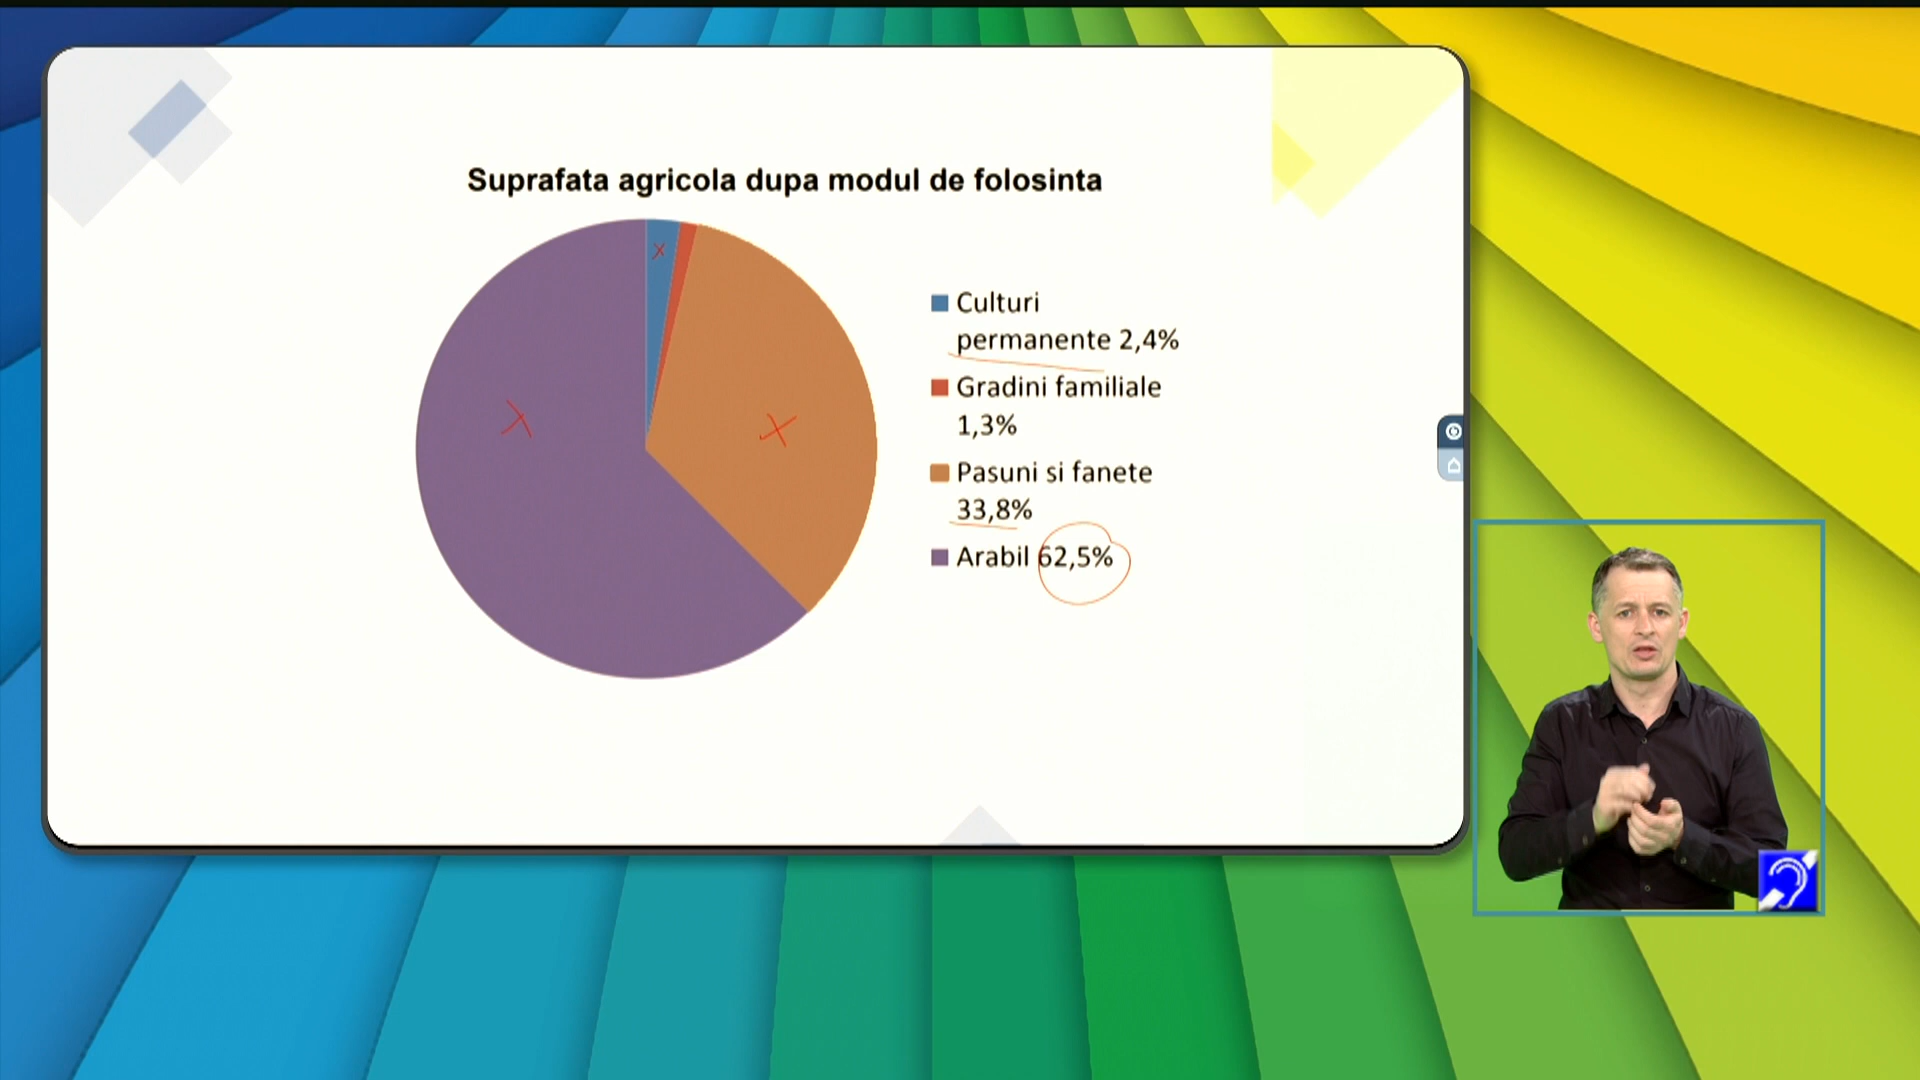 Suprafata agricola dupa modul de folosinta
Culturi
permanente 2,4%
Gradini familiale
1,3%
Pasuni si fanete
33,8%
Arabil 62,5%